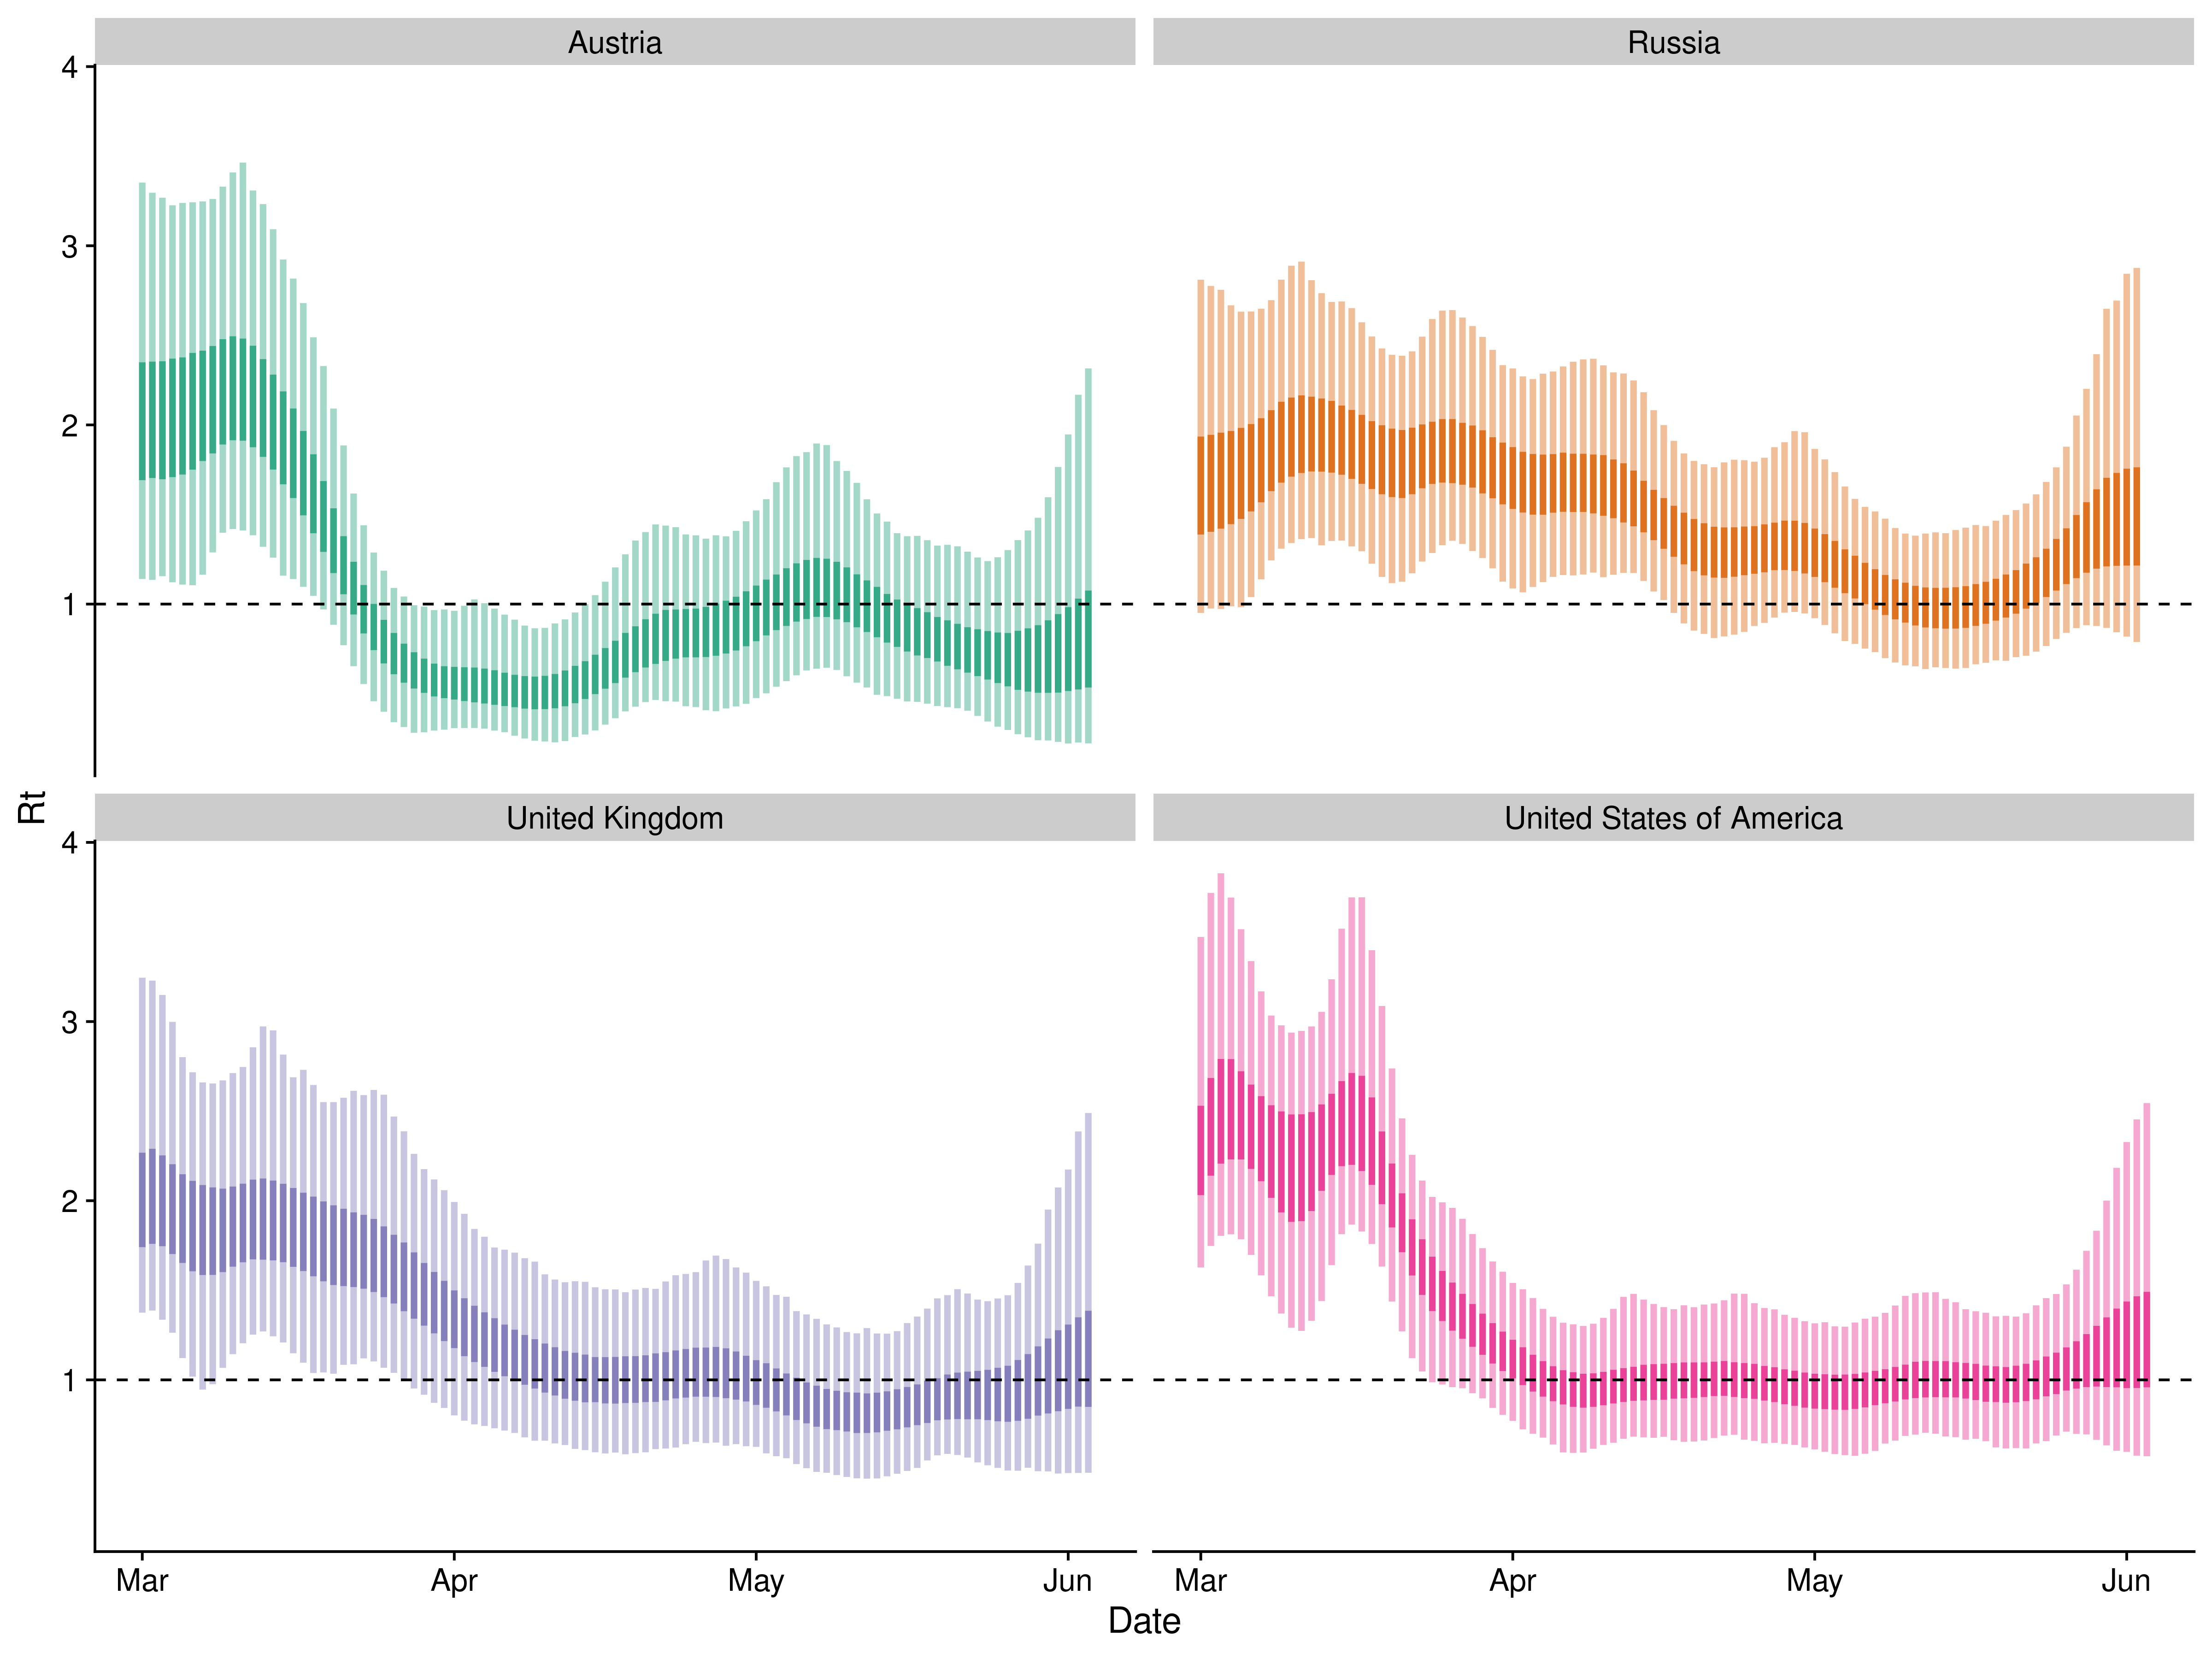 Austria
Russia
4
3
2
1
United Kingdom
United States of America
4
3
2
1
Rt
Mar Apr May Jun
Mar Apr May Jun
Date